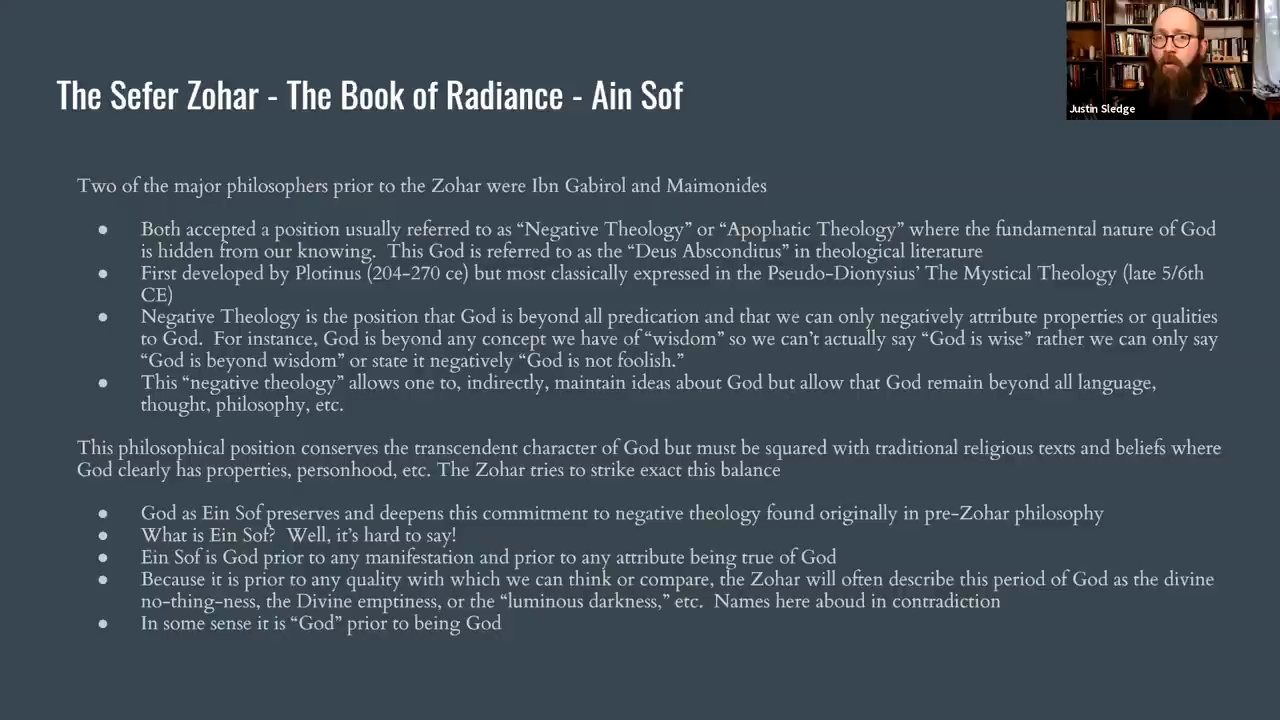 The Sefer Zohar - The Book of Radiance - Ain Sof
Justin Sledge
Two of the major philosophers prior to the Zohar were Ibn Gabirol and Maimonides
● Both accepted a position usually referred to as “Negative Theology” or “Apophatic Theology” where the fundamental nature of God
is hidden from our knowing. This God is referred to as the “Deus Absconditus” in theological literature
● First developed by Plotinus (204-270 ce) but most classically expressed in the Pseudo-Dionysius’ The Mystical Theology (late 5/6th
CE)
● Negative Theology is the position that God is beyond all predication and that we can only negatively attribute properties or qualities
to God. For instance, God is beyond any concept we have of “wisdom” so we can’t actually say “God is wise” rather we can only say
“God is beyond wisdom” or state it negatively “God is not foolish.”
● This “negative theology” allows one to, indirectly, maintain ideas about God but allow that God remain beyond all language,
thought, philosophy, etc.
This philosophical position conserves the transcendent character of God but must be squared with traditional religious texts and beliefs where
God clearly has properties, personhood, etc. The Zohar tries to strike exact this balance
● God as Ein Sof preserves and deepens this commitment to negative theology found originally in pre-Zohar philosophy
● What is Ein Sof? Well, it’s hard to say!
● Ein Sof is God prior to any manifestation and prior to any attribute being true of God
● Because it is prior to any quality with which we can think or compare, the Zohar will often describe this period of God as the divine
no-thing-ness, the Divine emptiness, or the “luminous darkness,” etc. Names here aboud in contradiction
● In some sense it is “God” prior to being God